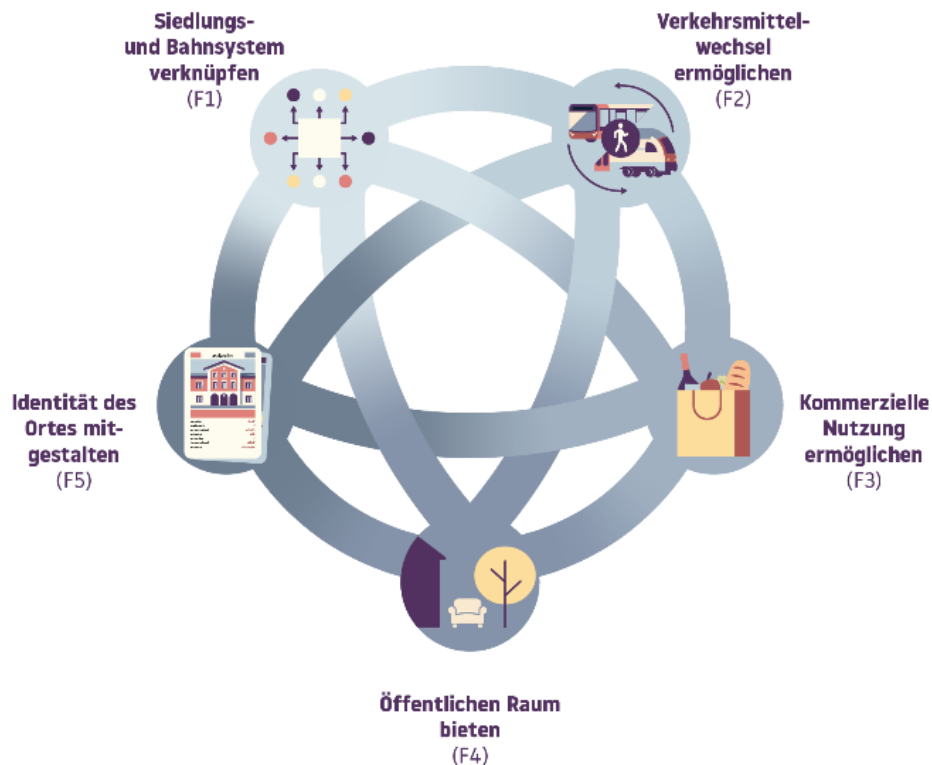 Siedlungs-
und Bahnsystem
verknüpfen
(F1)
Verkehrsmittel-
wechsel
ermöglichen
(F2)
Identität des
Ortes mit-
gestalten
(F5)
Kommerzielle
Nutzung
ermöglichen
(F3)
Öffentlichen Raum
bieten
(F4)